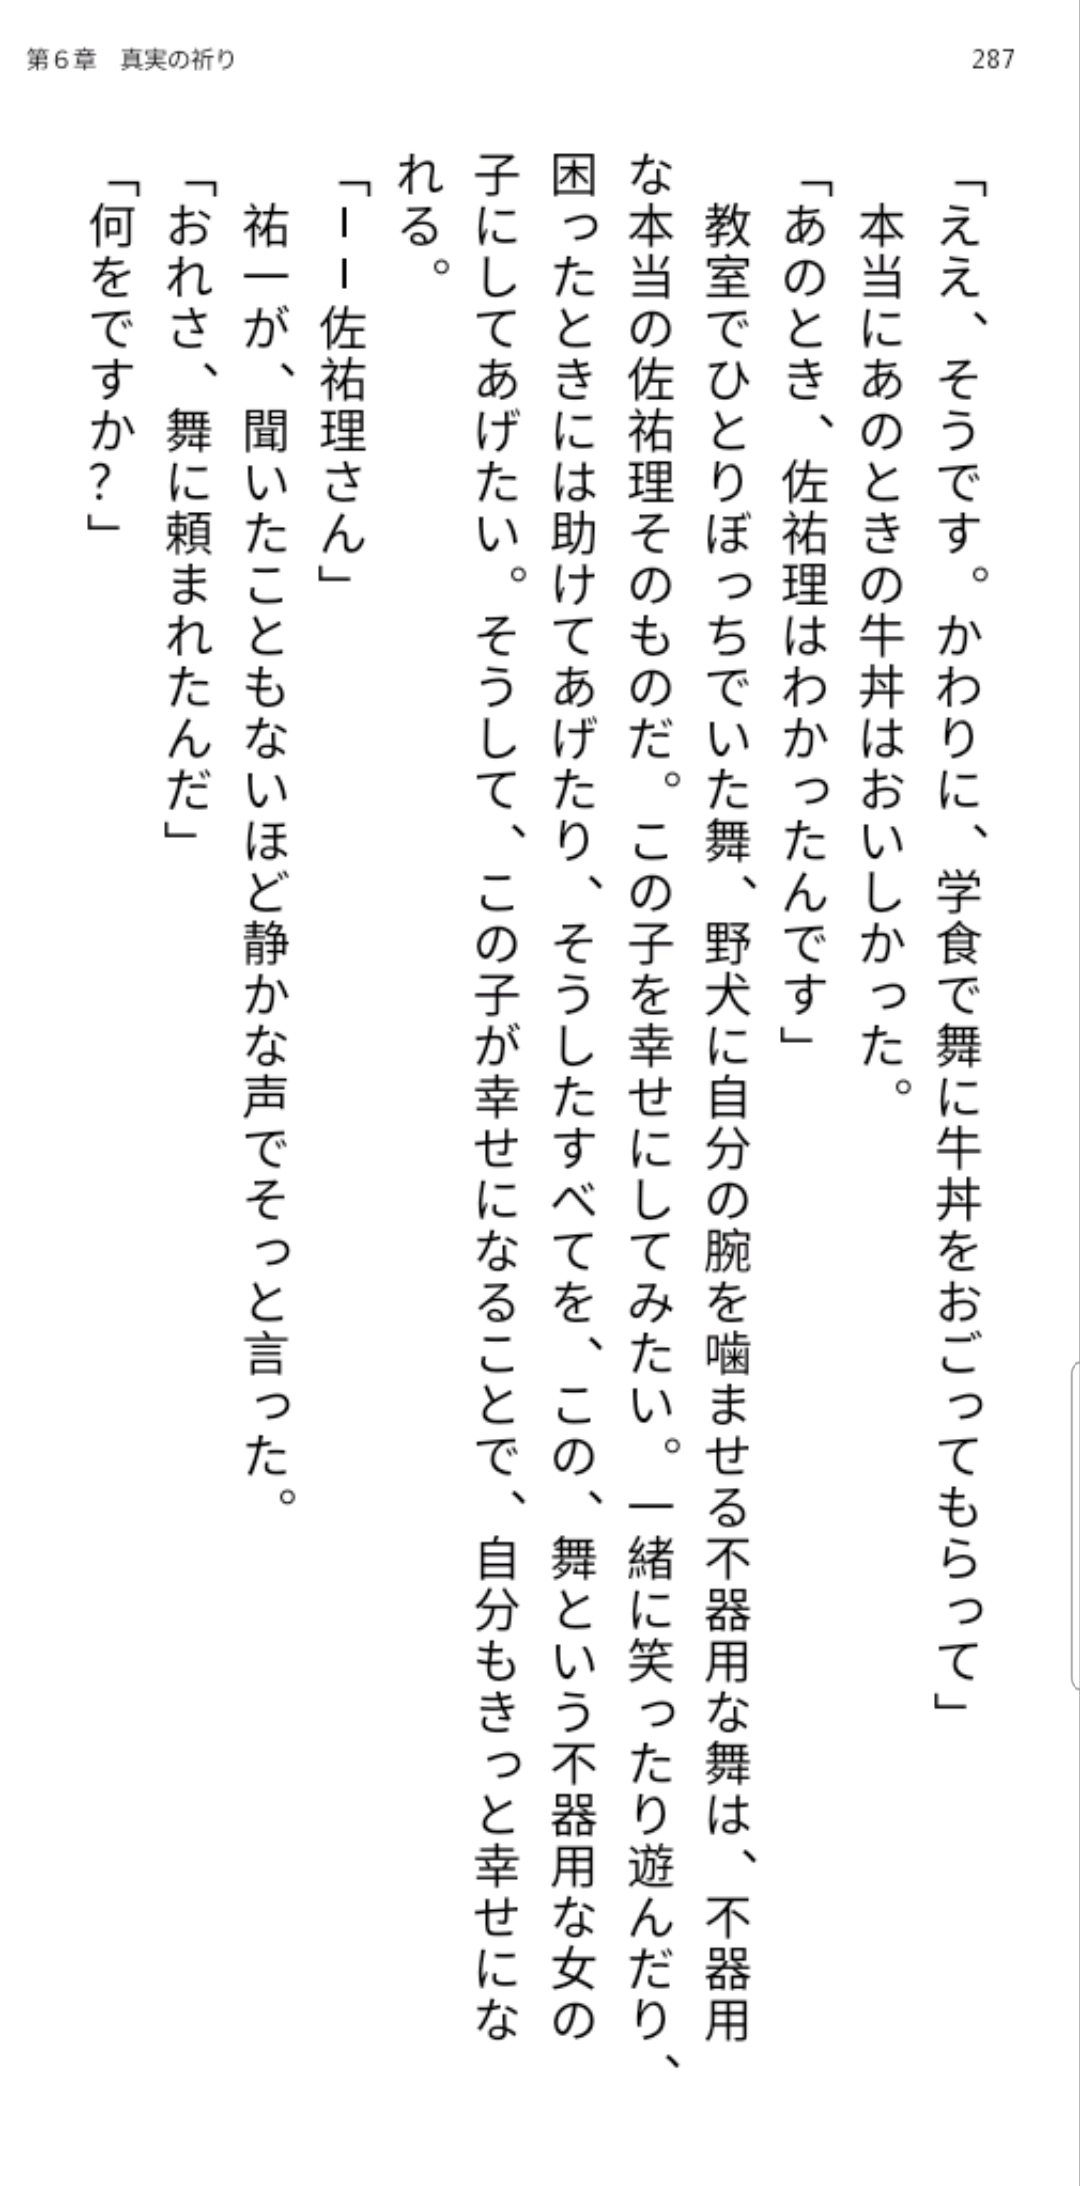 第6章　真実の祈り
287
「ええ、そうです。かわりに、学食で舞に牛丼をおごってもらって」
　本当にあのときの牛丼はおいしかった。
「あのとき、佐祐理はわかったんです」
　教室でひとりぼっちでいた舞、野犬に自分の腕を噛ませる不器用な舞は、不器用
な本当の佐祐理そのものだ。この子を幸せにしてみたい。一緒に笑ったり遊んだり、
困ったときには助けてあげたり、そうしたすべてを、この、舞という不器用な女の
子にしてあげたい。そうして、この子が幸せになることで、自分もきっと幸せにな
れる。
「ーー佐祐理さん」
　祐一が、聞いたこともないほど静かな声でそっと言った。
「おれさ、舞に頼まれたんだ」
「何をですか？」